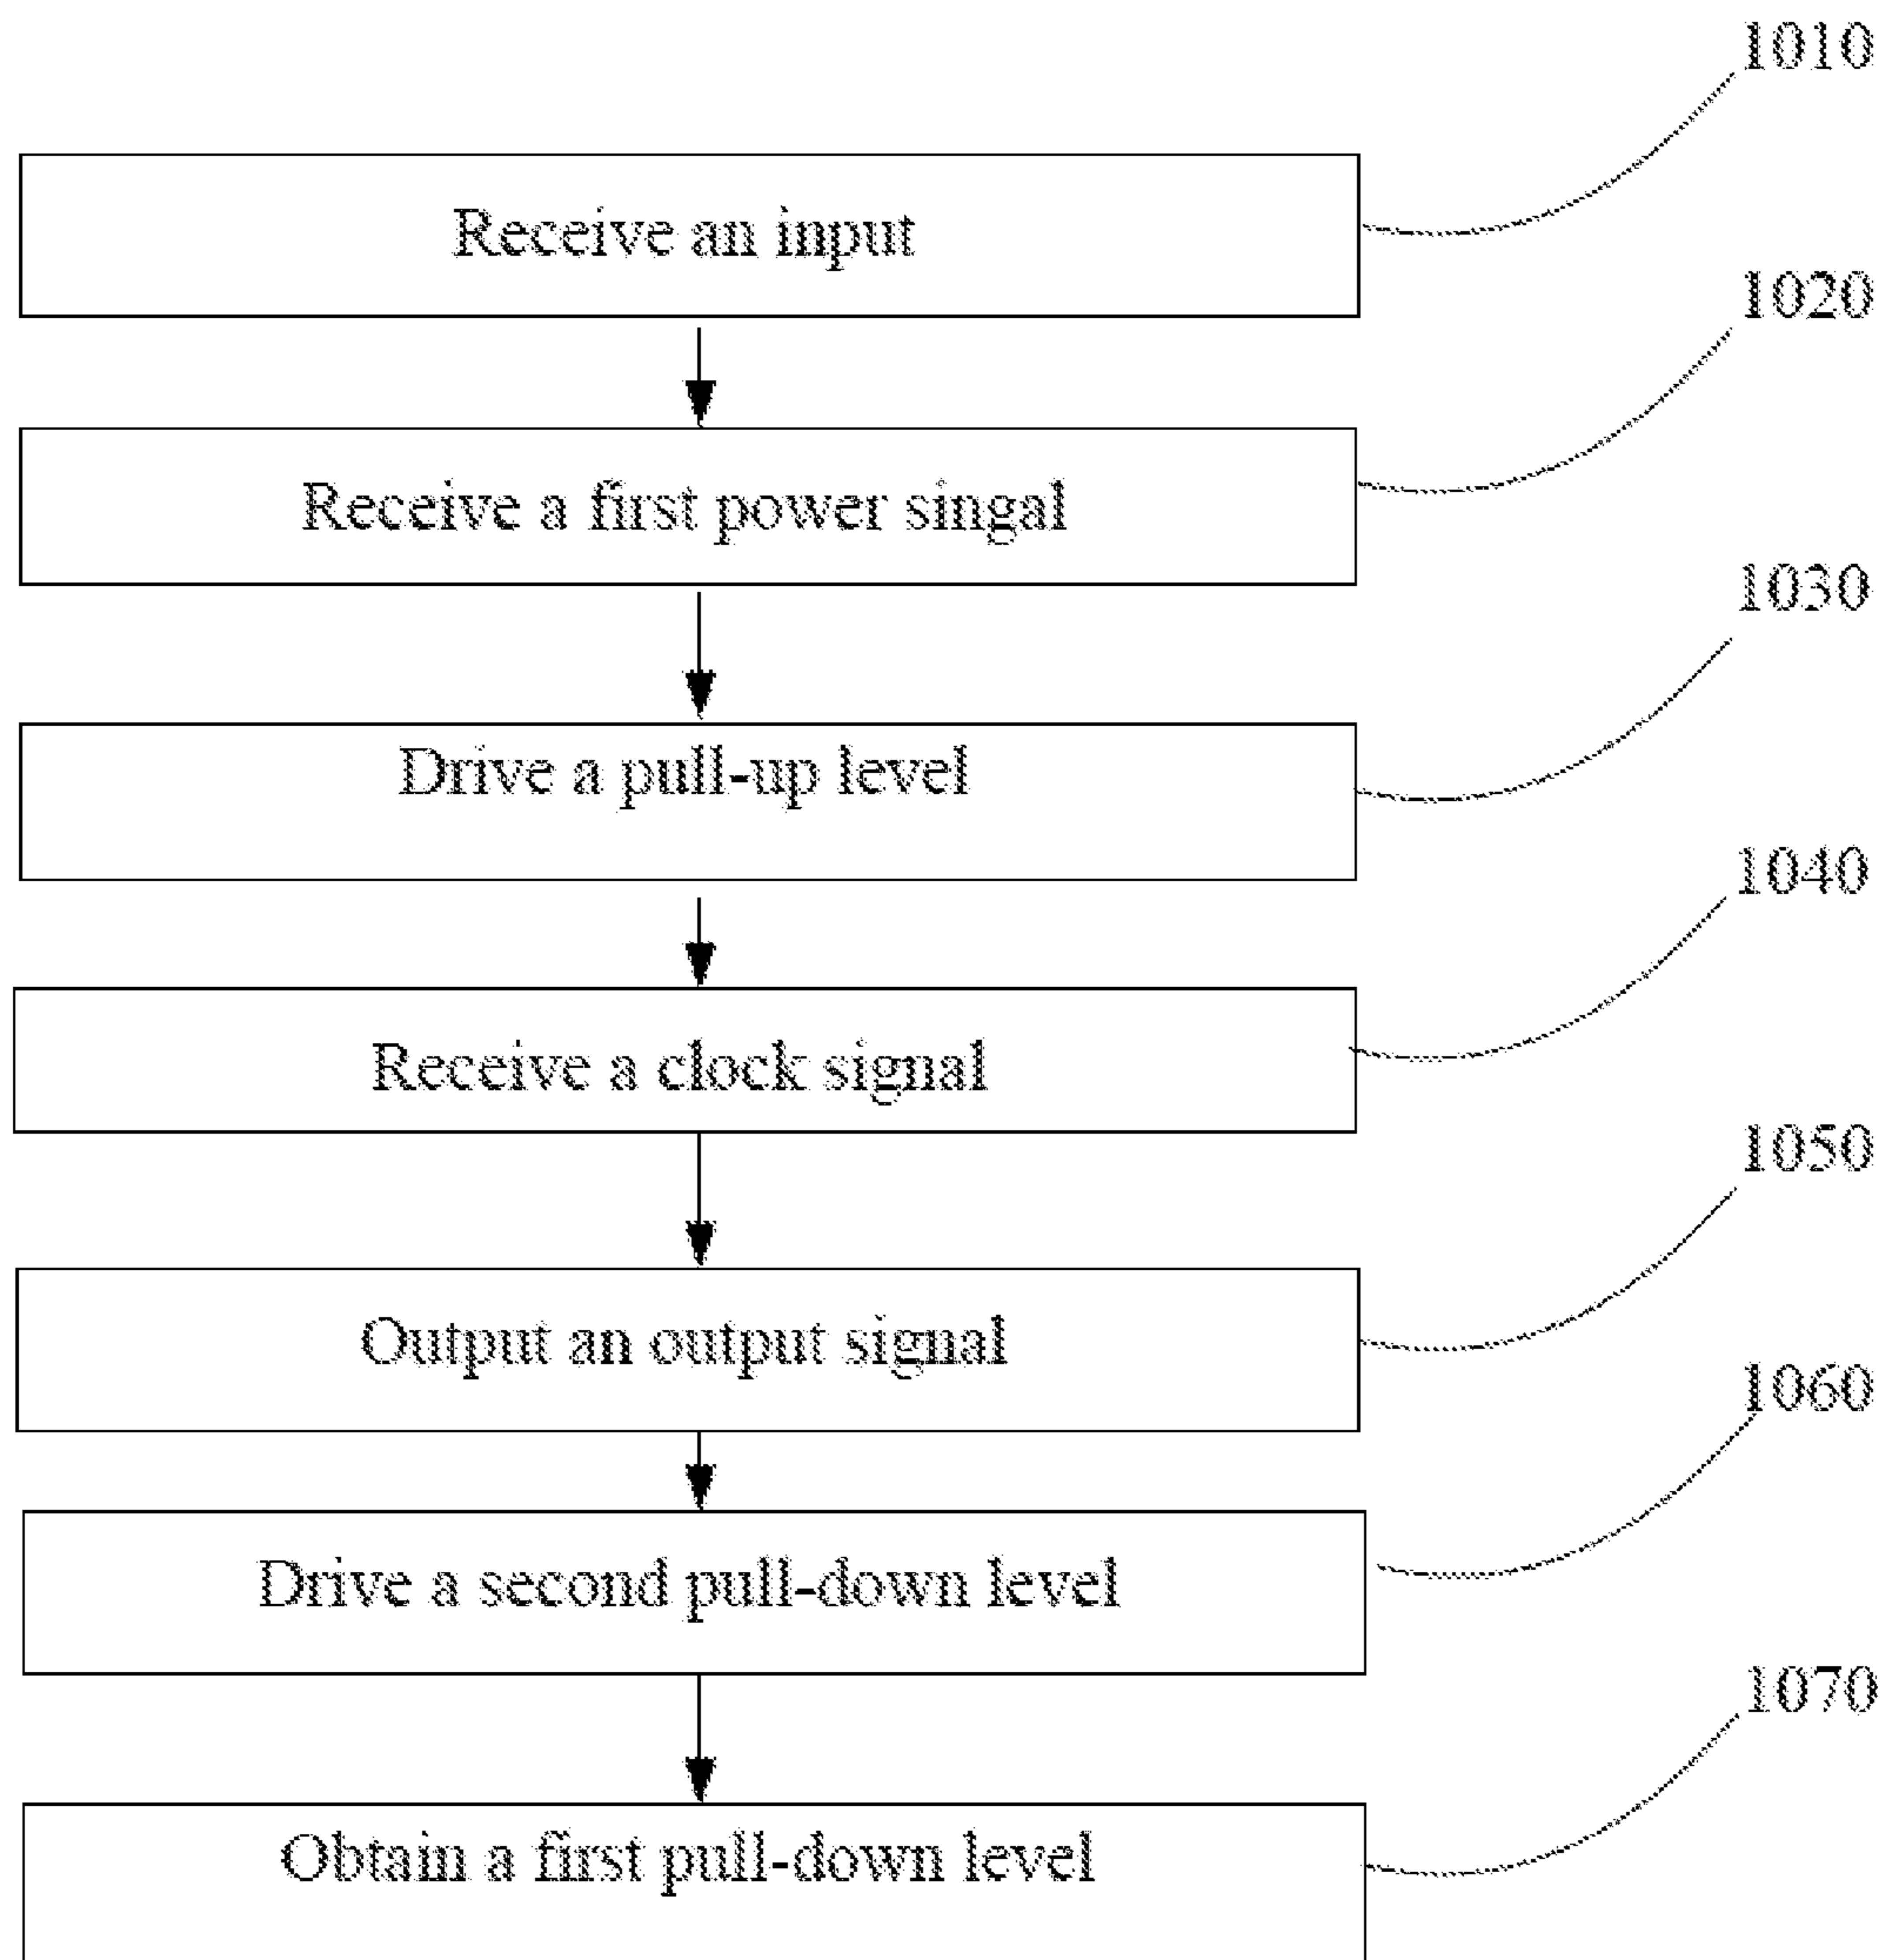 1010
Receive an input
1020
Receive a first power singal
1030
Drive a pull-up level
1040
Receive a clock signal
1050
Output an output signal
1060
Drive a second pull-down level
1070
Obtain a first pull-down level